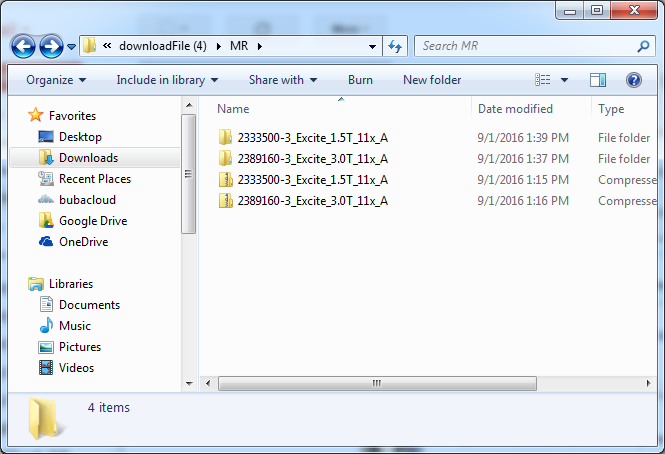 « downloadFile (4) MR
Search MR
Organize Include in library Share with Burn New folder
Favorites
Desktop
Downloads
Recent Places
bubacloud
Google Drive
OneDrive
Libraries
Documents
Music
Pictures
Videos
Name Date modified Type
2333500-3_Excite_1.5T_11x_A 9/1/2016 1:39 PM File folder
2389160-3_Excite_3.0T_11x_A 9/1/2016 1:37 PM File folder
2333500-3_Excite_1.5T_11x_A 9/1/2016 1:15 PM Compresse
2389160-3_Excite_3.0T_11x_A 9/1/2016 1:16 PM Compresse
4 items